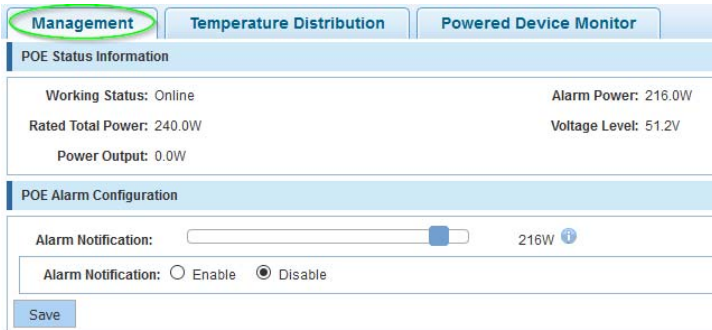 Management Temperature Distribution Powered Device Monitor
POE Status Information
Working Status: Online Alarm Power: 216.0W
Rated Total Power: 240.0W Voltage Level: 51.2V
Power Output: 0.0W
POE Alarm Configuration
Alarm Notification: 216W
Alarm Notification: Enable Disable
Save